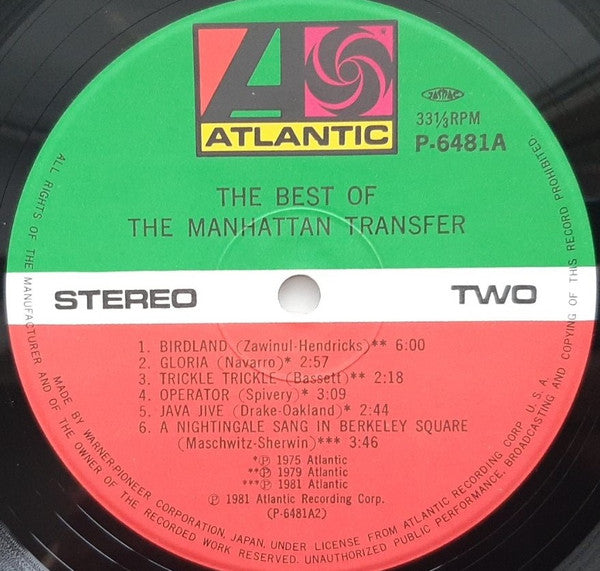 ATLANTIC
JASRAC
33⅓RPM
P-6481A
THE BEST OF
THE MANHATTAN TRANSFER
STEREO TWO
1. BIRDLAND (Zawinul-Hendricks)** 6:00
2. GLORIA (Navarro)* 2:57
3. TRICKLE TRICKLE (Bassett)** 2:18
4. OPERATOR (Spivery)* 3:09
5. JAVA JIVE (Drake-Oakland)* 2:44
6. A NIGHTINGALE SANG IN BERKELEY SQUARE
(Maschwitz-Sherwin)*** 3:46
*Ⓟ 1975 Atlantic
**Ⓟ 1979 Atlantic
***Ⓟ 1981 Atlantic
Ⓟ 1981 Atlantic Recording Corp.
(P-6481A2)
MADE BY WARNER-PIONEER CORPORATION, JAPAN, UNDER LICENSE FROM ATLANTIC RECORDING CORP. U.S.A.
ALL RIGHTS OF THE MANUFACTURER AND OF THE OWNER OF THE RECORDED WORK RESERVED. UNAUTHORIZED PUBLIC PERFORMANCE, BROADCASTING AND COPYING OF THIS RECORD PROHIBITED